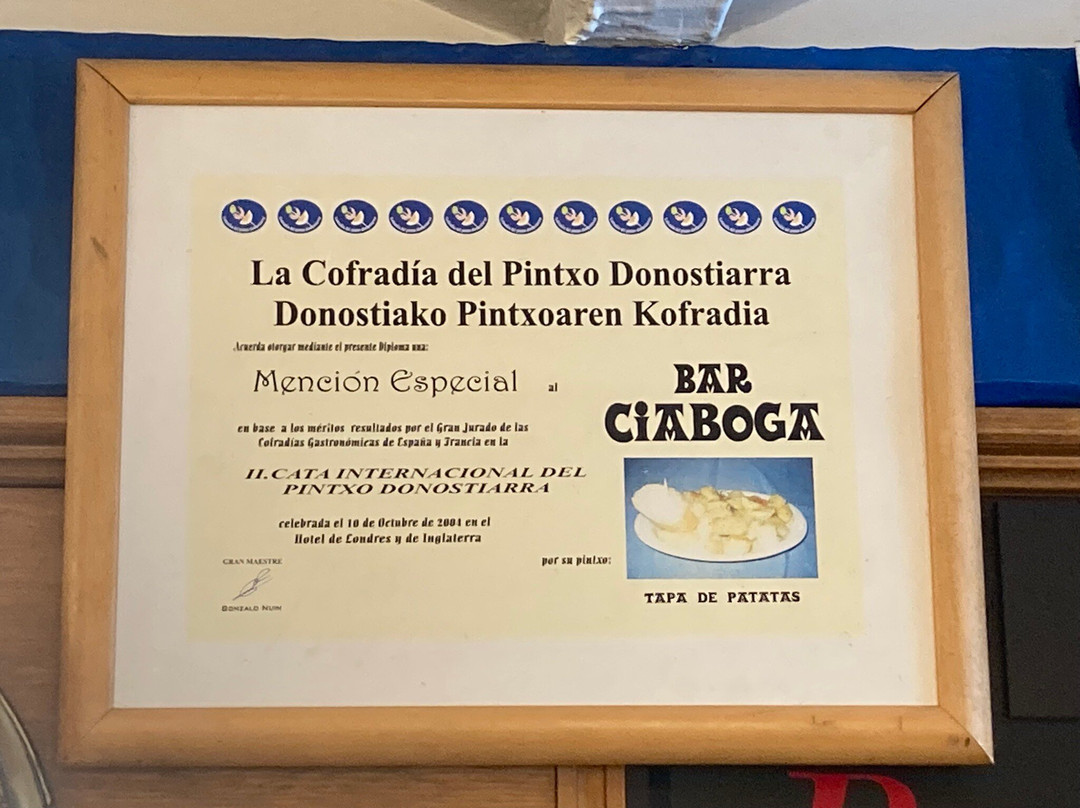 La Cofradía del Pintxo Donostiarra
Donostiako Pintxoaren Kofradia
Acuerda otorgar mediante el presente Diploma una:
Mención Especial al
BAR
CiABOGA
en base a los méritos resultados por el Gran Jurado de las
Cofradías Gastronómicas de España y Francia en la
II.CATA INTERNACIONAL DEL
PINTXO DONOSTIARRA
celebrada el 10 de Octubre de 2004 en el
Hotel de Londres y de Inglaterra
por su pintxo:
TAPA DE PATATAS
GRAN MAESTRE
GONZALO NUIN